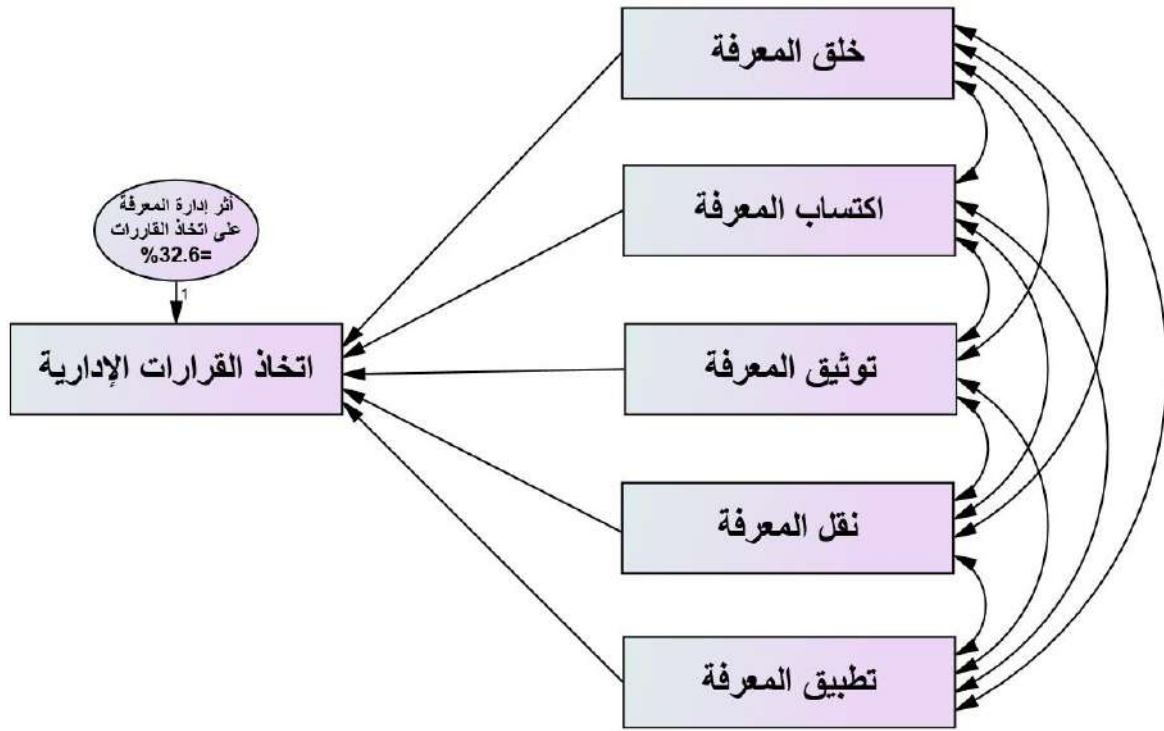 خلق المعرفة
اكتساب المعرفة
أثر إدارة المعرفة
على اتخاذ القاررات
%32.6=
1
توثيق المعرفة
اتخاذ القرارات الإدارية
نقل المعرفة
تطبيق المعرفة